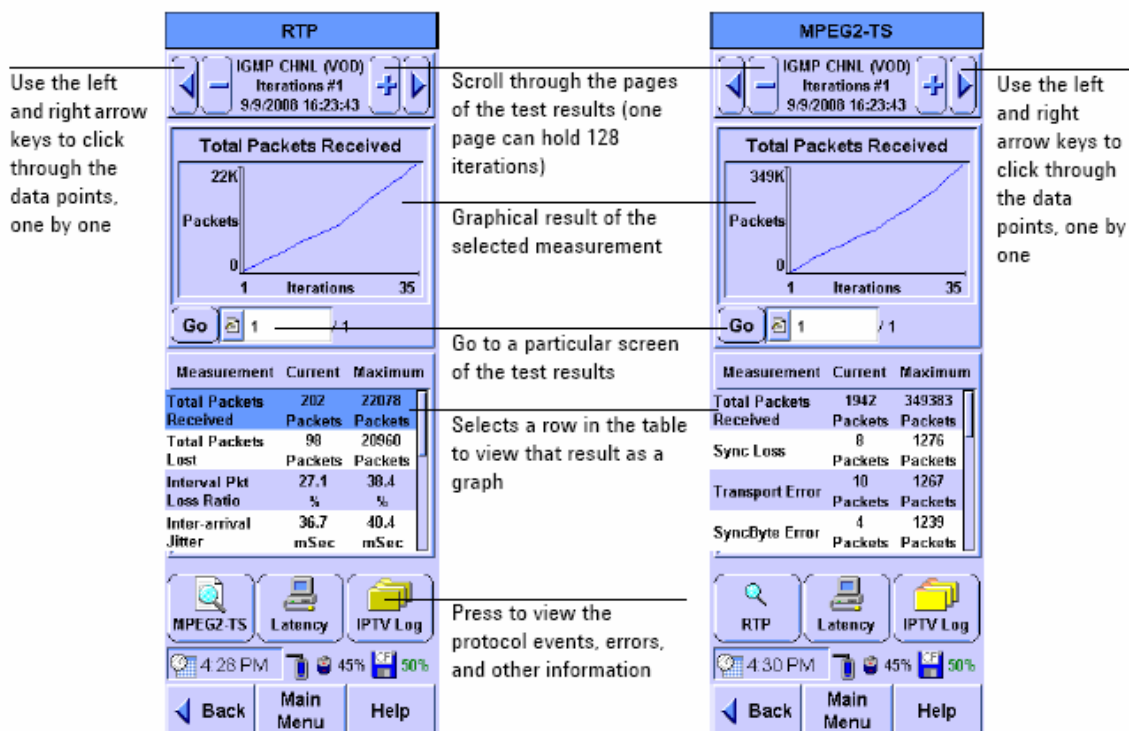 Use the left
and right arrow
keys to click
through the
data points,
one by one
RTP
IGMP CHNL (VOD)
Iterations #1
9/9/2008 16:23:43
Total Packets Received
22K
Packets
0
1 Iterations 35
Go 1 / 1
Measurement Current Maximum
Total Packets Received 202 Packets 22078 Packets
Total Packets Lost 98 Packets 20960 Packets
Interval Pkt Loss Ratio 27.1 % 38.4 %
Inter-arrival Jitter 36.7 mSec 40.4 mSec
MPEG2-TS Latency IPTV Log
4:28 PM 45% CF 50%
Back Main Menu Help
Scroll through the pages
of the test results (one
page can hold 128
iterations)
Graphical result of the
selected measurement
Go to a particular screen
of the test results
Selects a row in the table
to view that result as a
graph
Press to view the
protocol events, errors,
and other information
MPEG2-TS
IGMP CHNL (VOD)
Iterations #1
9/9/2008 16:23:43
Total Packets Received
349K
Packets
0
1 Iterations 35
Go 1 / 1
Measurement Current Maximum
Total Packets Received 1942 Packets 349383 Packets
Sync Loss 8 Packets 1276 Packets
Transport Error 10 Packets 1267 Packets
SyncByte Error 4 Packets 1239 Packets
RTP Latency IPTV Log
4:30 PM 45% CF 50%
Back Main Menu Help
Use the left
and right
arrow keys to
click through
the data
points, one by
one